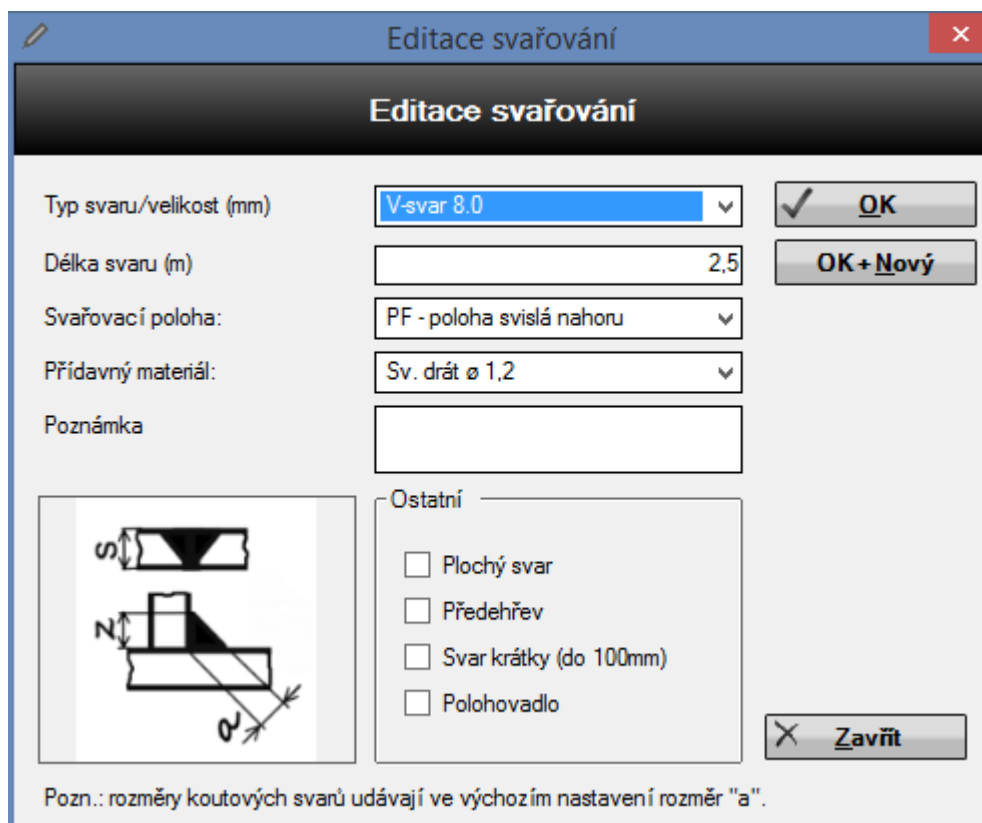 Editace svařování
Editace svařování
Typ svaru/velikost (mm)
V-svar 8.0
OK
Délka svaru (m)
2,5
OK+Nový
Svařovací poloha:
PF - poloha svislá nahoru
Přídavný materiál:
Sv. drát ø 1,2
Poznámka
Ostatní
S
Z
a
Plochý svar
Předehřev
Svar krátky (do 100mm)
Polohovadlo
Zavřít
Pozn.: rozměry koutových svarů udávají ve výchozím nastavení rozměr "a".